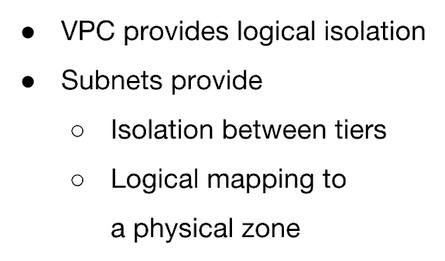 ● VPC provides logical isolation
● Subnets provide
○ Isolation between tiers
○ Logical mapping to
a physical zone